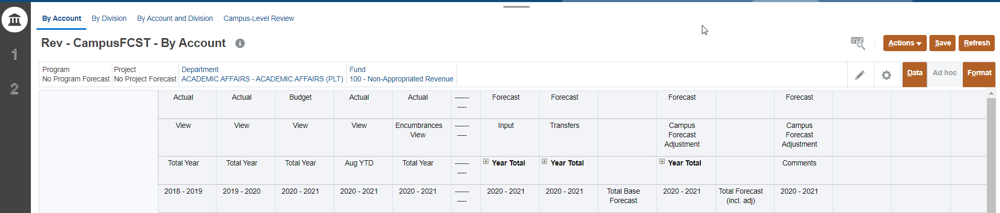 By Account By Division By Account and Division Campus-Level Review
Rev - CampusFCST - By Account
Actions Save Refresh
1
2
Program Project Department Fund
No Program Forecast No Project Forecast ACADEMIC AFFAIRS - ACADEMIC AFFAIRS (PLT) 100 - Non-Appropriated Revenue
Data Ad hoc Format
Actual Actual Budget Actual Actual ------ Forecast Forecast Forecast Forecast
----
View View View View Encumbrances ------ Input Transfers Campus Campus
View ---- Forecast Forecast
Adjustment Adjustment
Total Year Total Year Total Year Aug YTD Total Year ------ Year Total Year Total Year Total Comments
----
2018 - 2019 2019 - 2020 2020 - 2021 2020 - 2021 2020 - 2021 ------ 2020 - 2021 2020 - 2021 Total Base 2020 - 2021 Total Forecast 2020 - 2021
---- Forecast (incl. adj)